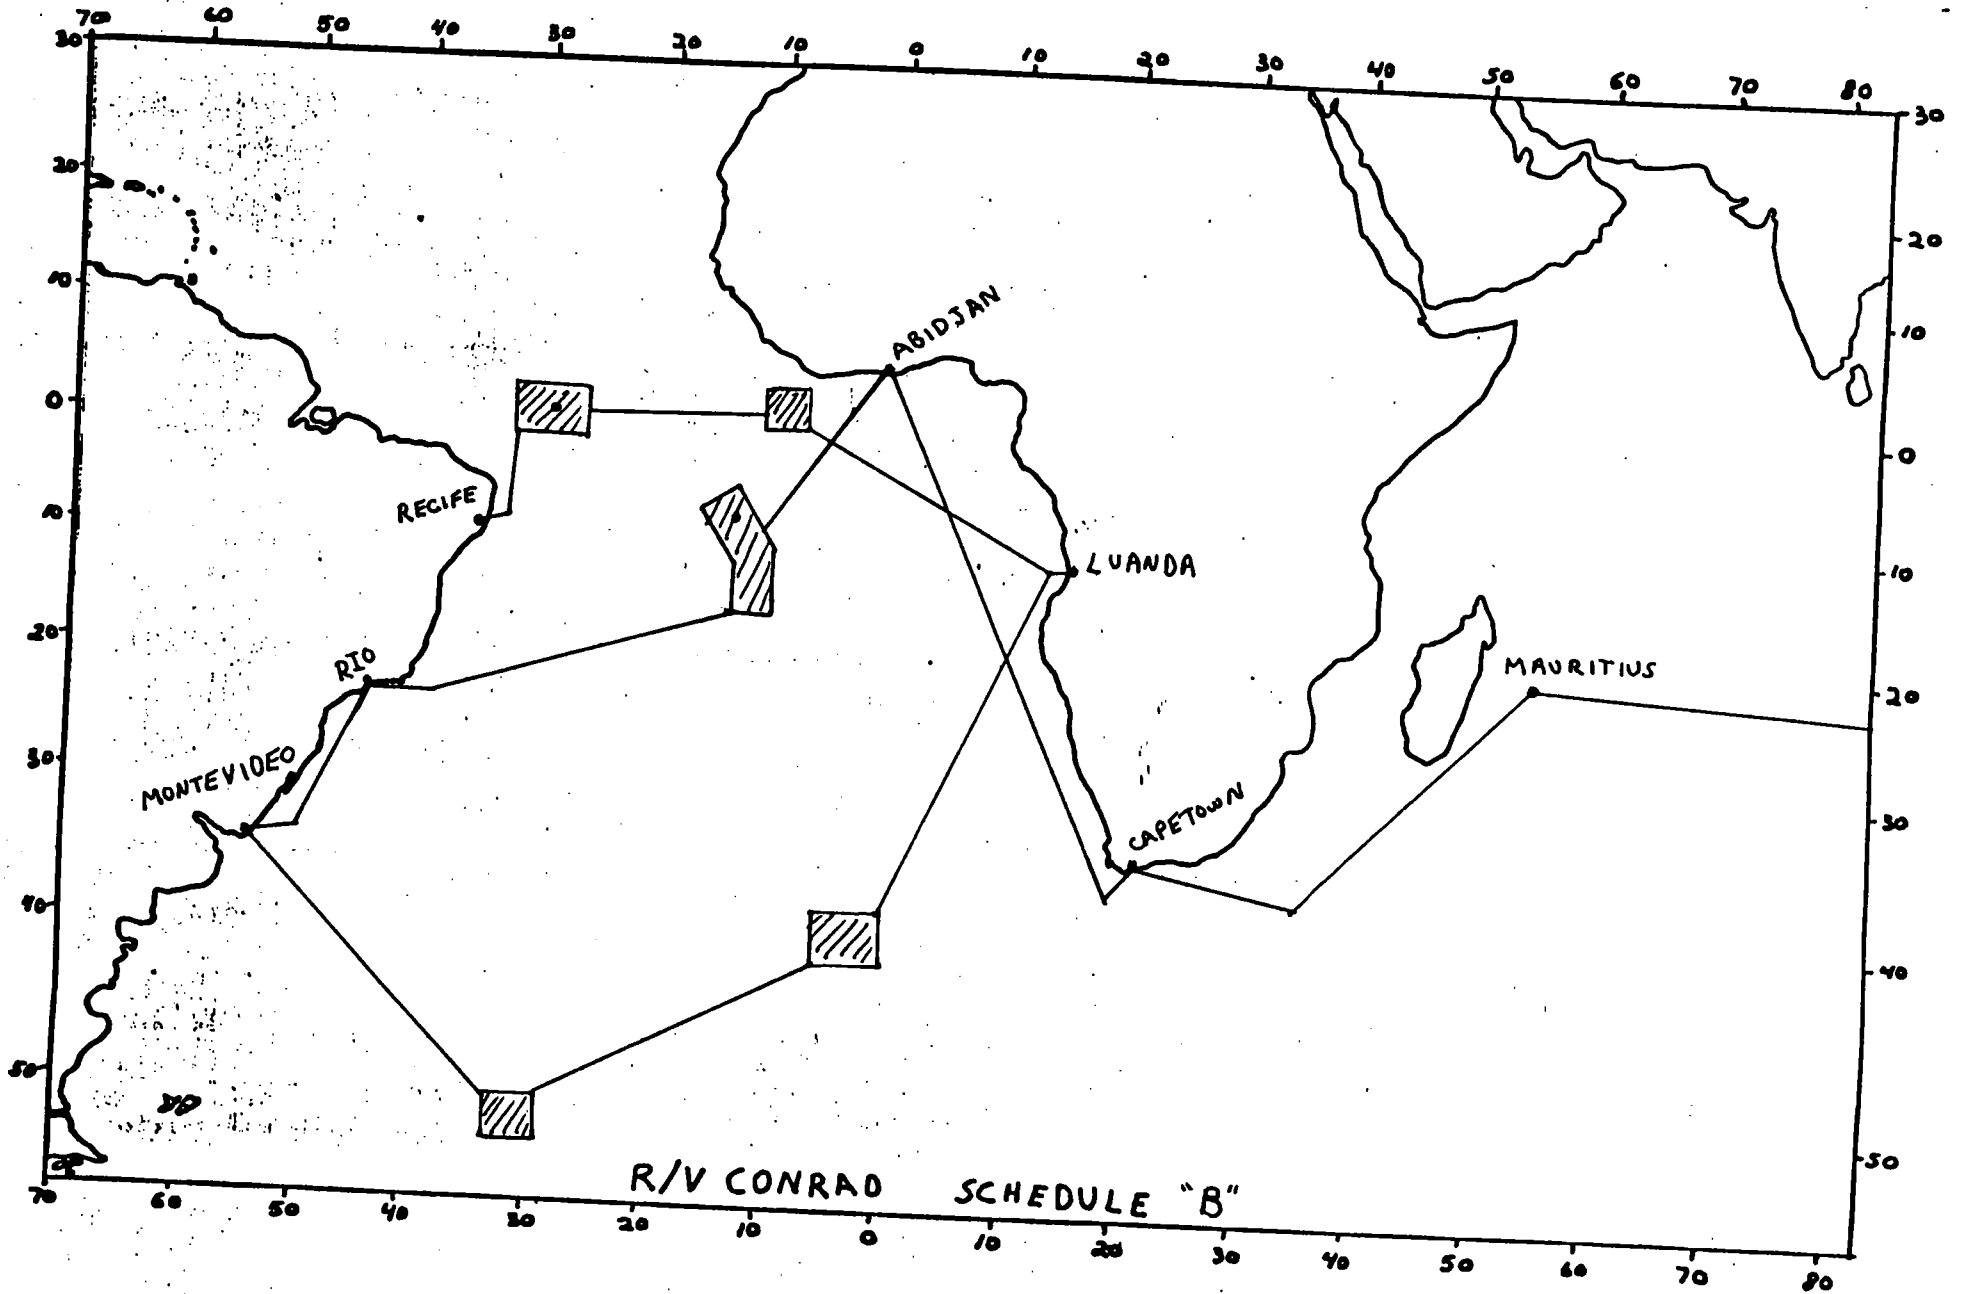 70 60 50 40 30 20 10 0 10 20 30 40 50 60 70 80
30 30
20 20
10 10
ABIDJAN
0 0
RECIFE
10 10
LUANDA
20 20
RIO
MAURITIUS
30 30
MONTEVIDEO
CAPETOWN
40 40
50 50
R/V CONRAD SCHEDULE "B"
70 60 50 40 30 20 10 0 10 20 30 40 50 60 70 80